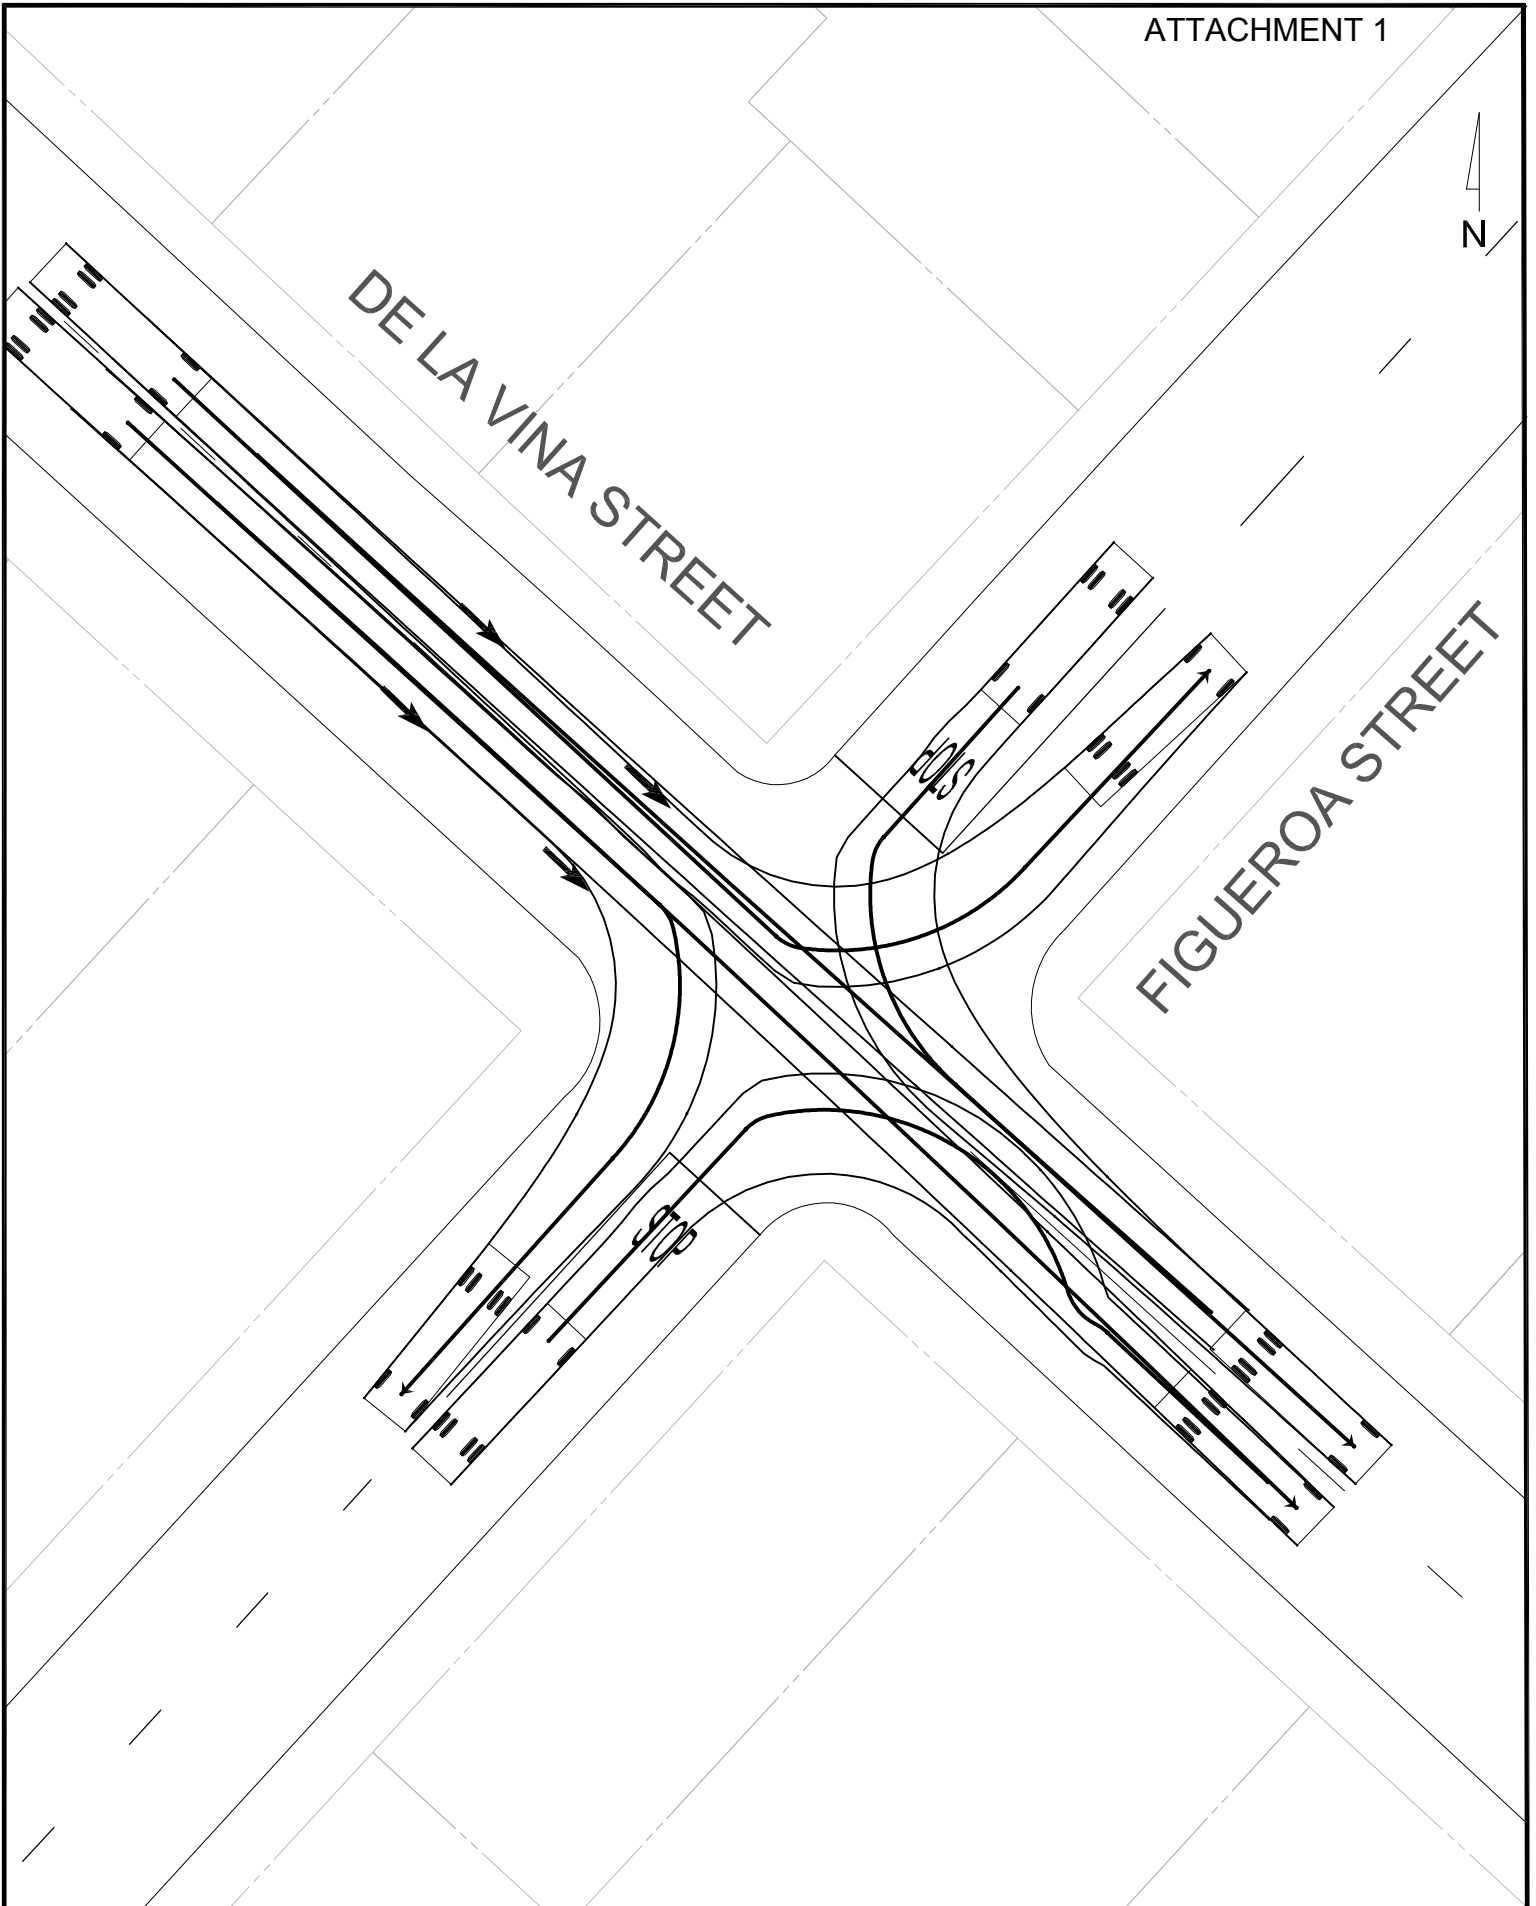 ATTACHMENT 1
N
DE LA VINA STREET
FIGUEROA STREET
STOP
STOP